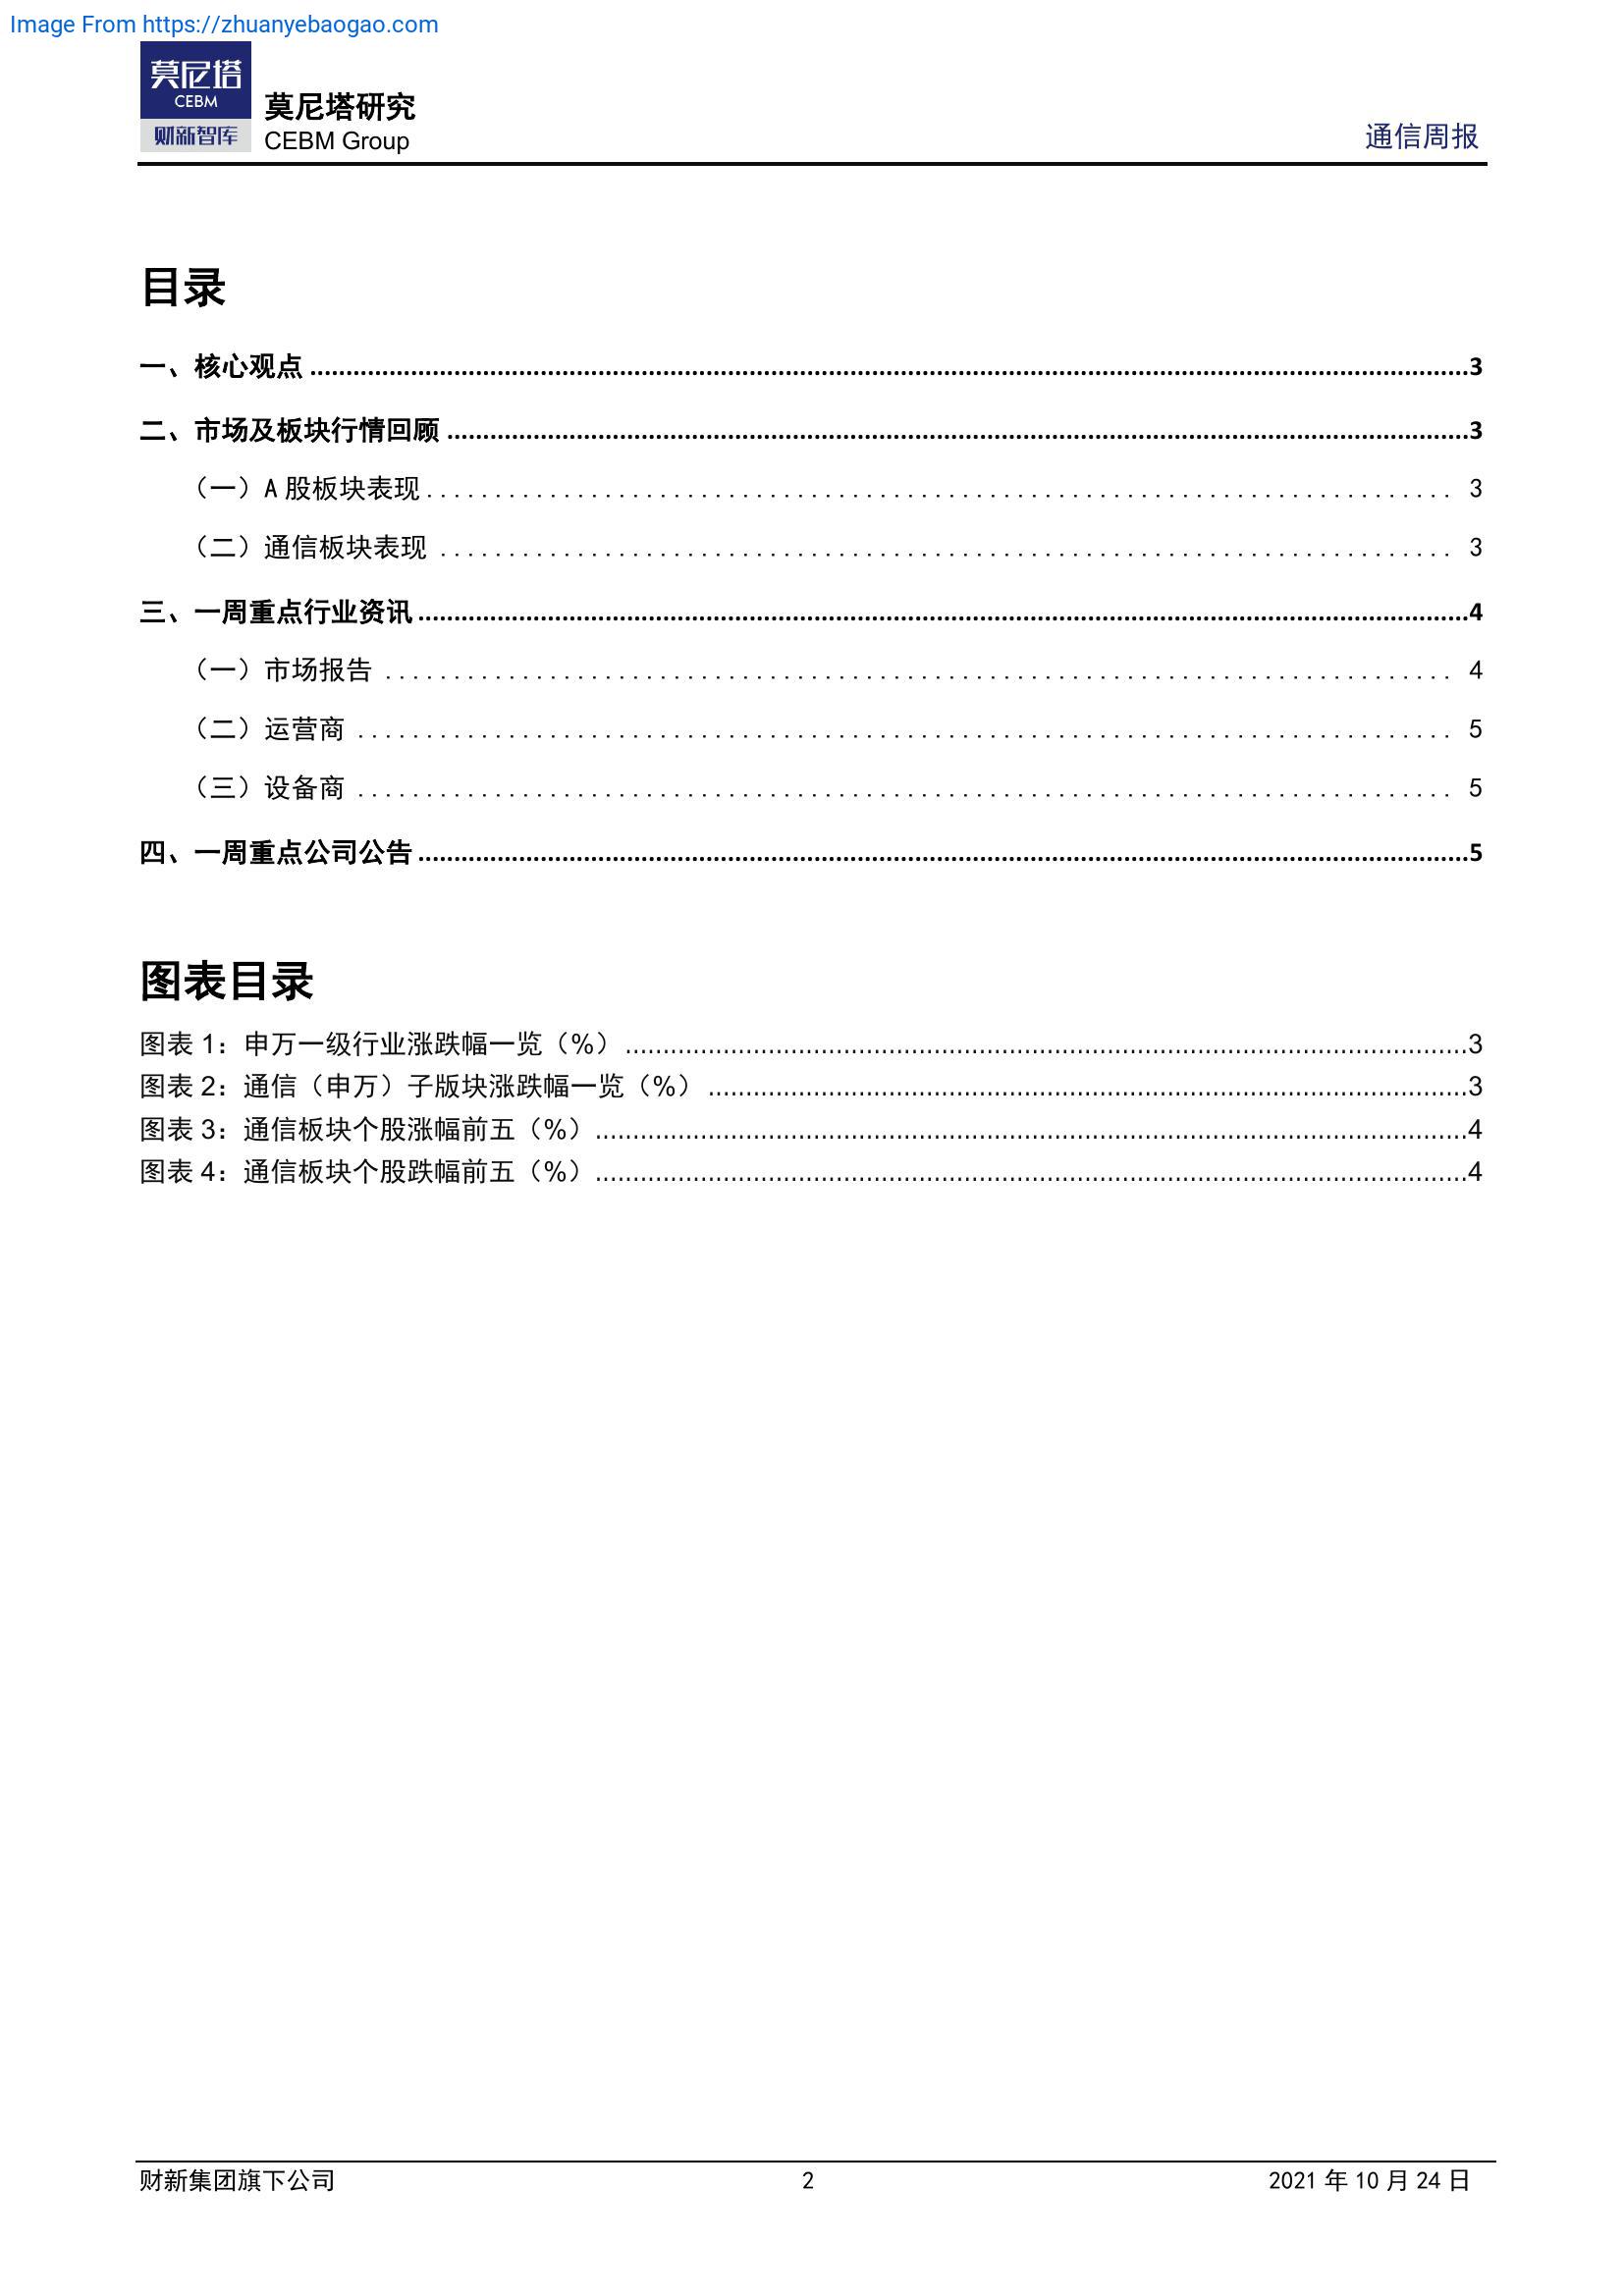 Image From https://zhuanyebaogao.com
莫尼塔
CEBM
财新智库
莫尼塔研究
CEBM Group
通信周报
目录
一、核心观点 ........................................ 3
二、市场及板块行情回顾 ........................................ 3
（一）A 股板块表现 ........................................ 3
（二）通信板块表现 ........................................ 3
三、一周重点行业资讯 ........................................ 4
（一）市场报告 ........................................ 4
（二）运营商 ........................................ 5
（三）设备商 ........................................ 5
四、一周重点公司公告 ........................................ 5
图表目录
图表 1：申万一级行业涨跌幅一览（%） ........................................ 3
图表 2：通信（申万）子版块涨跌幅一览（%） ........................................ 3
图表 3：通信板块个股涨幅前五（%） ........................................ 4
图表 4：通信板块个股跌幅前五（%） ........................................ 4
财新集团旗下公司 2 2021 年 10 月 24 日